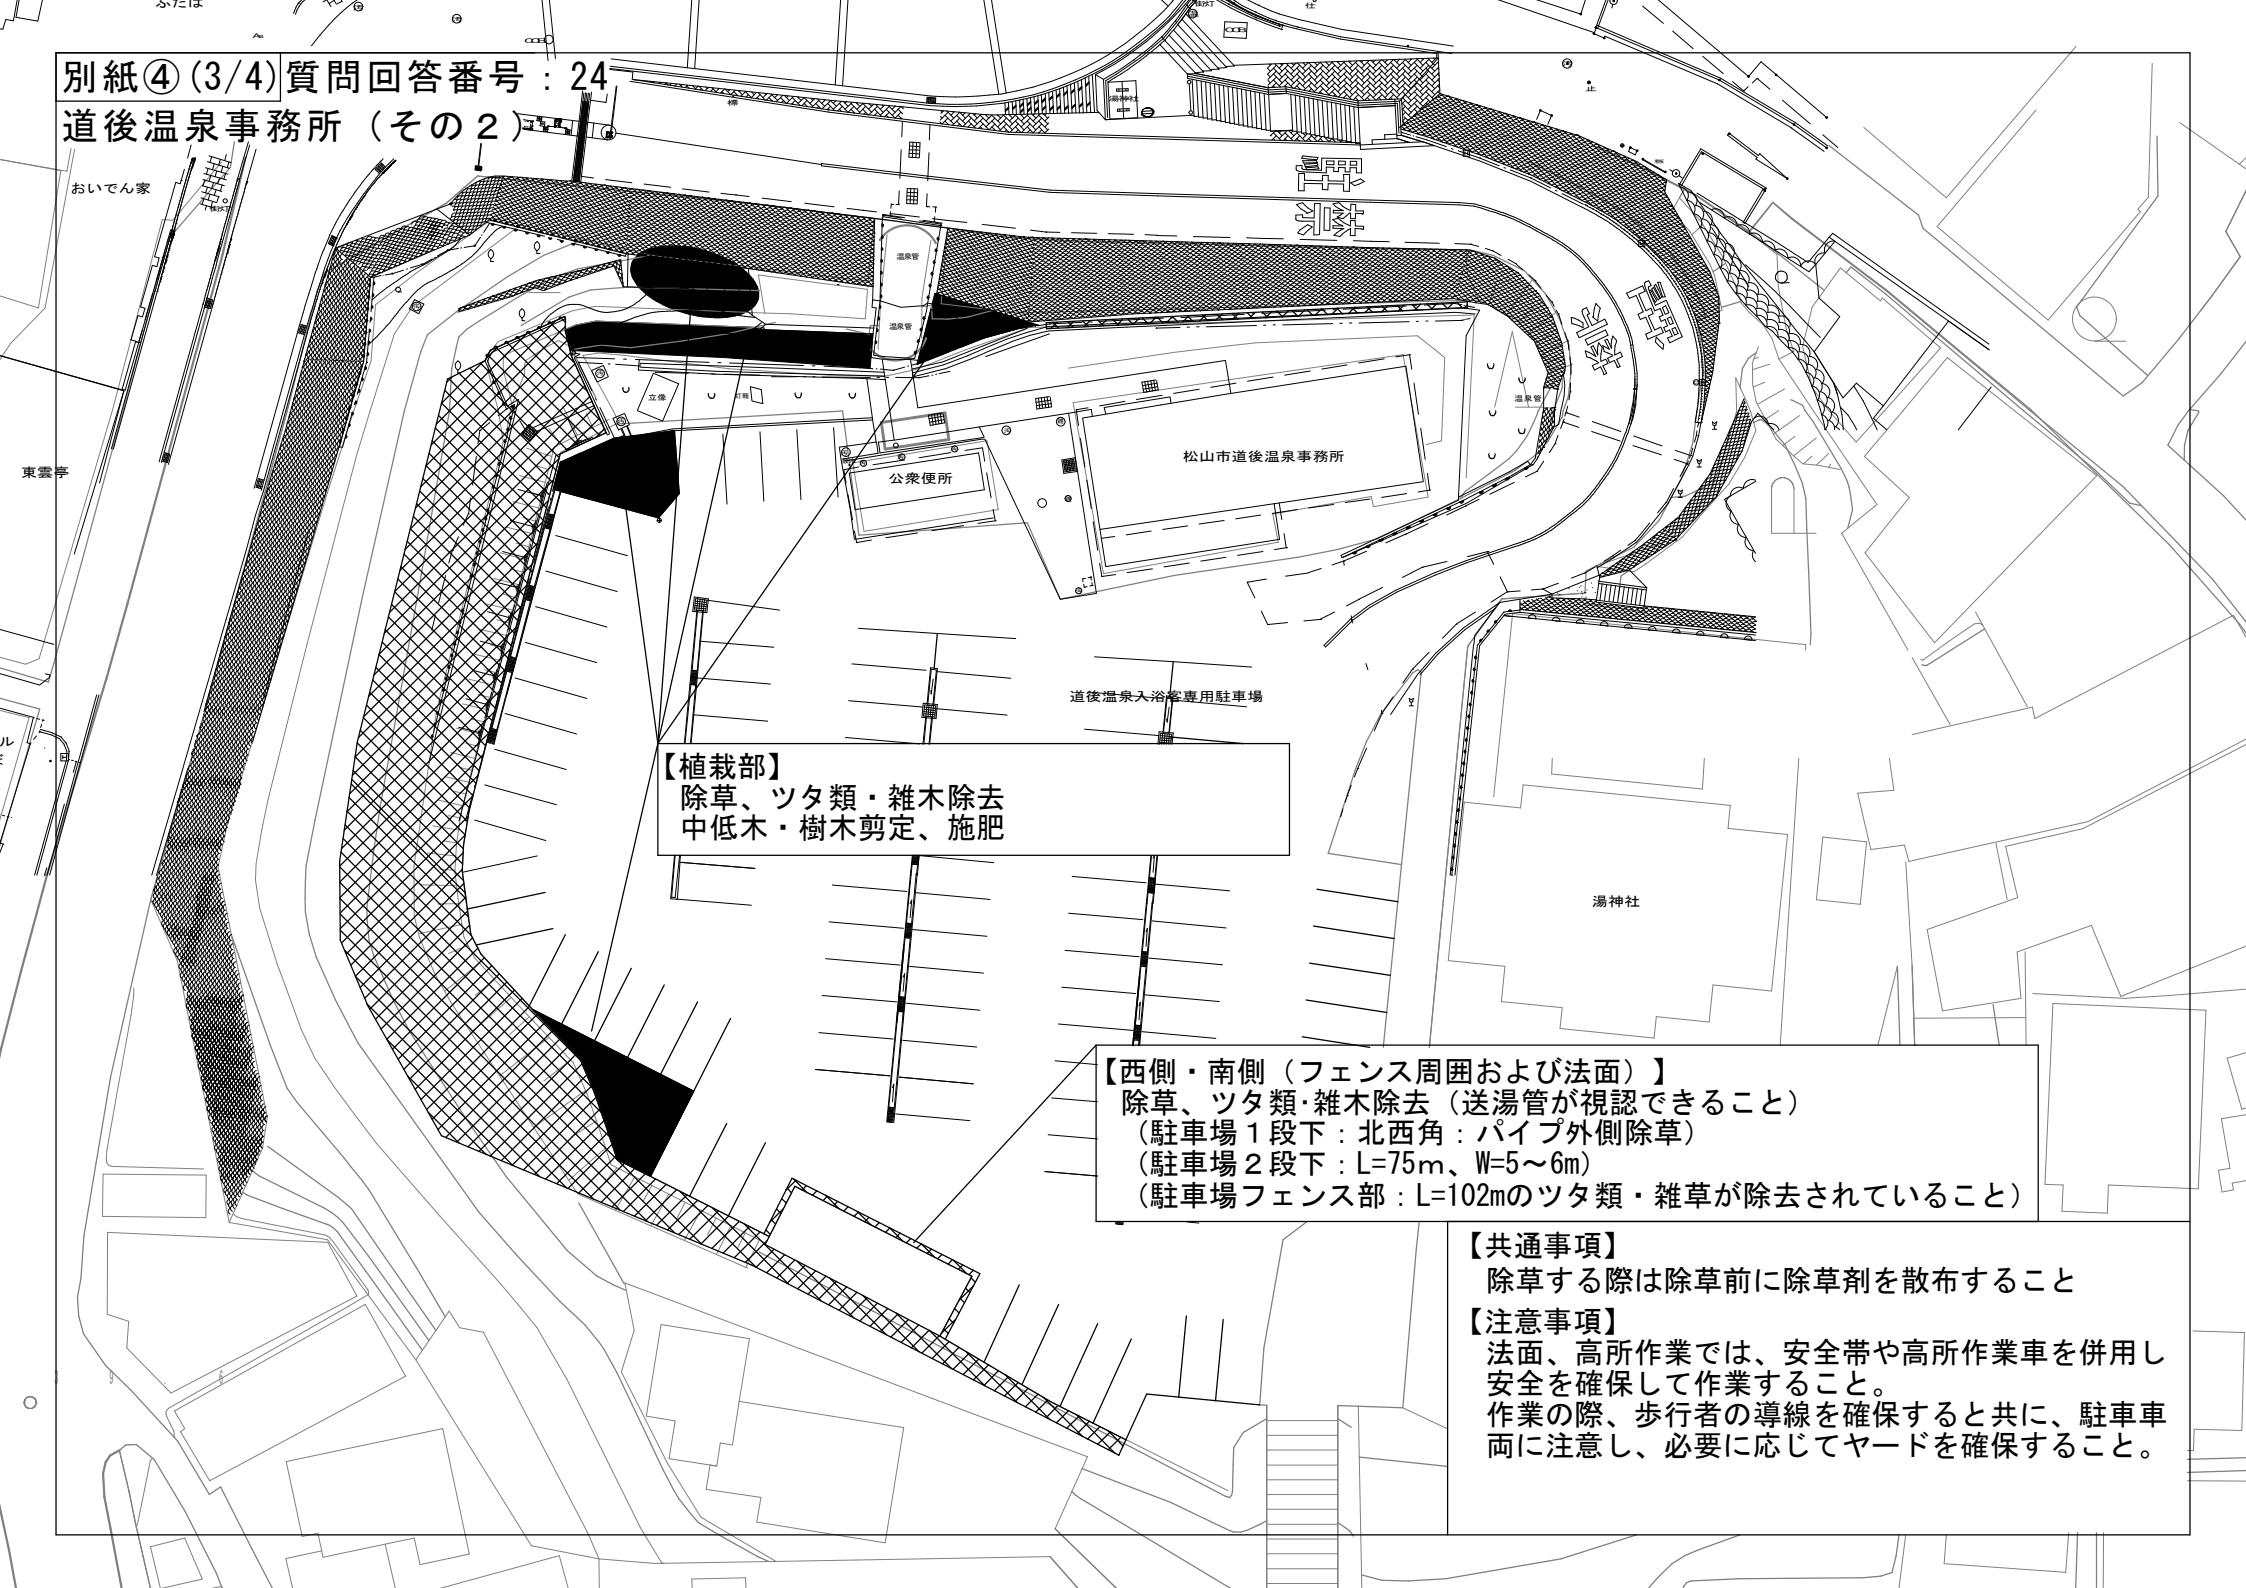 ふたば
別紙④(3/4)
質問回答番号：24
道後温泉事務所（その２）
おいでん家
東雲亭
湯神社
駐禁
駐禁
温泉管
温泉管
温泉管
立像
灯籠
公衆便所
松山市道後温泉事務所
道後温泉入浴客専用駐車場
湯神社
【植栽部】
除草、ツタ類・雑木除去
中低木・樹木剪定、施肥
【西側・南側（フェンス周囲および法面）】
除草、ツタ類･雑木除去（送湯管が視認できること）
（駐車場１段下：北西角：パイプ外側除草）
（駐車場２段下：L=75ｍ、W=5～6m）
（駐車場フェンス部：L=102mのツタ類・雑草が除去されていること）
【共通事項】
除草する際は除草前に除草剤を散布すること
【注意事項】
法面、高所作業では、安全帯や高所作業車を併用し
安全を確保して作業すること。
作業の際、歩行者の導線を確保すると共に、駐車車
両に注意し、必要に応じてヤードを確保すること。